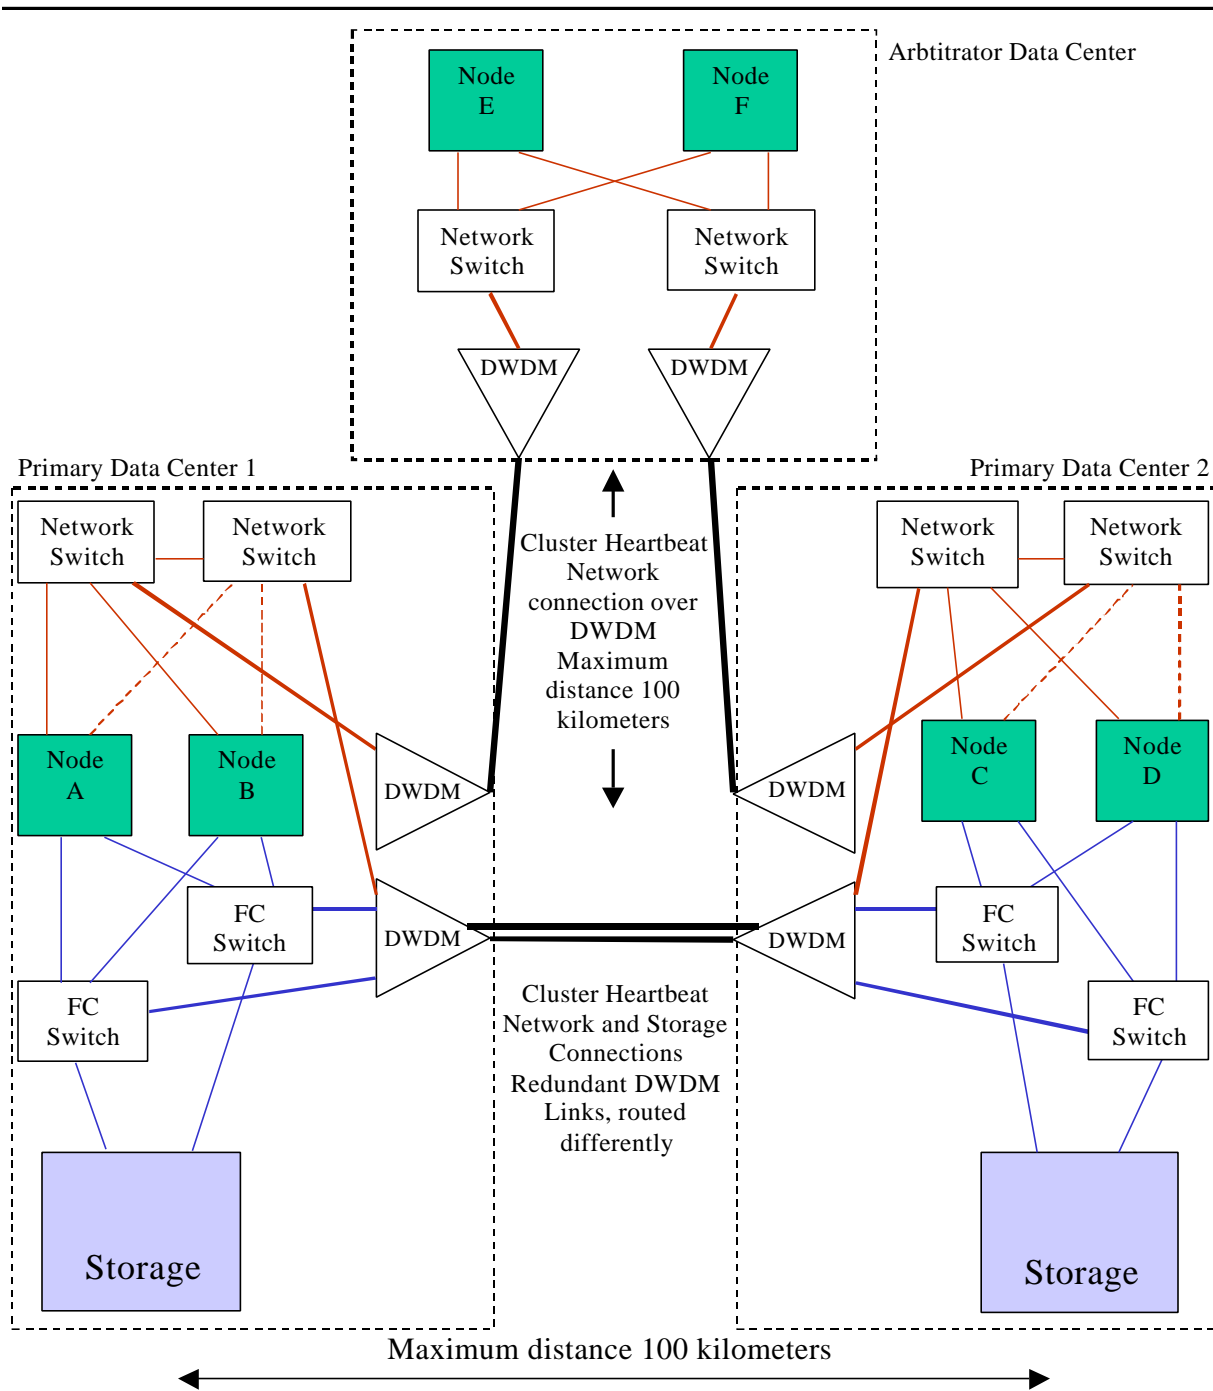 Arbtitrator Data Center
Node
E
Node
F
Network
Switch
Network
Switch
DWDM
DWDM
Primary Data Center 1
Primary Data Center 2
Network
Switch
Network
Switch
Cluster Heartbeat
Network
connection over
DWDM
Maximum
distance 100
kilometers
Network
Switch
Network
Switch
Node
A
Node
B
DWDM
DWDM
Node
C
Node
D
FC
Switch
DWDM
DWDM
FC
Switch
FC
Switch
Cluster Heartbeat
Network and Storage
Connections
Redundant DWDM
Links, routed
differently
FC
Switch
Storage
Storage
Maximum distance 100 kilometers